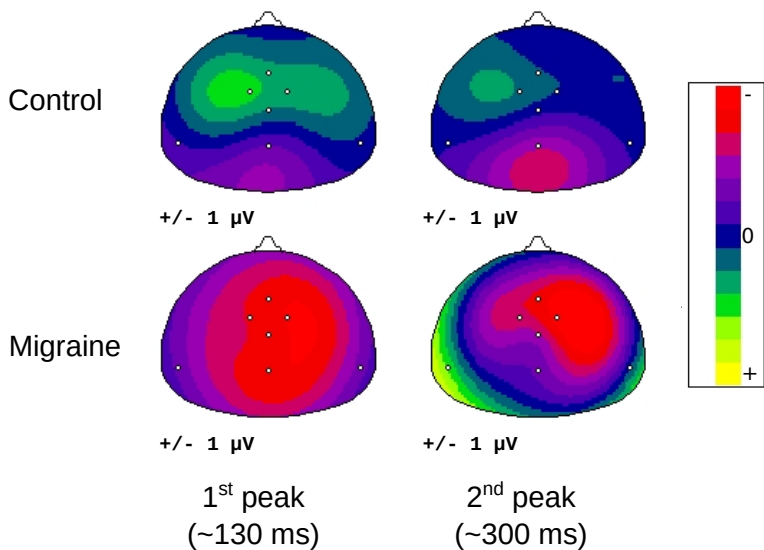 Control
+/- 1 µV
+/- 1 µV
-
0
+
Migraine
+/- 1 µV
+/- 1 µV
1st peak
(~130 ms)
2nd peak
(~300 ms)